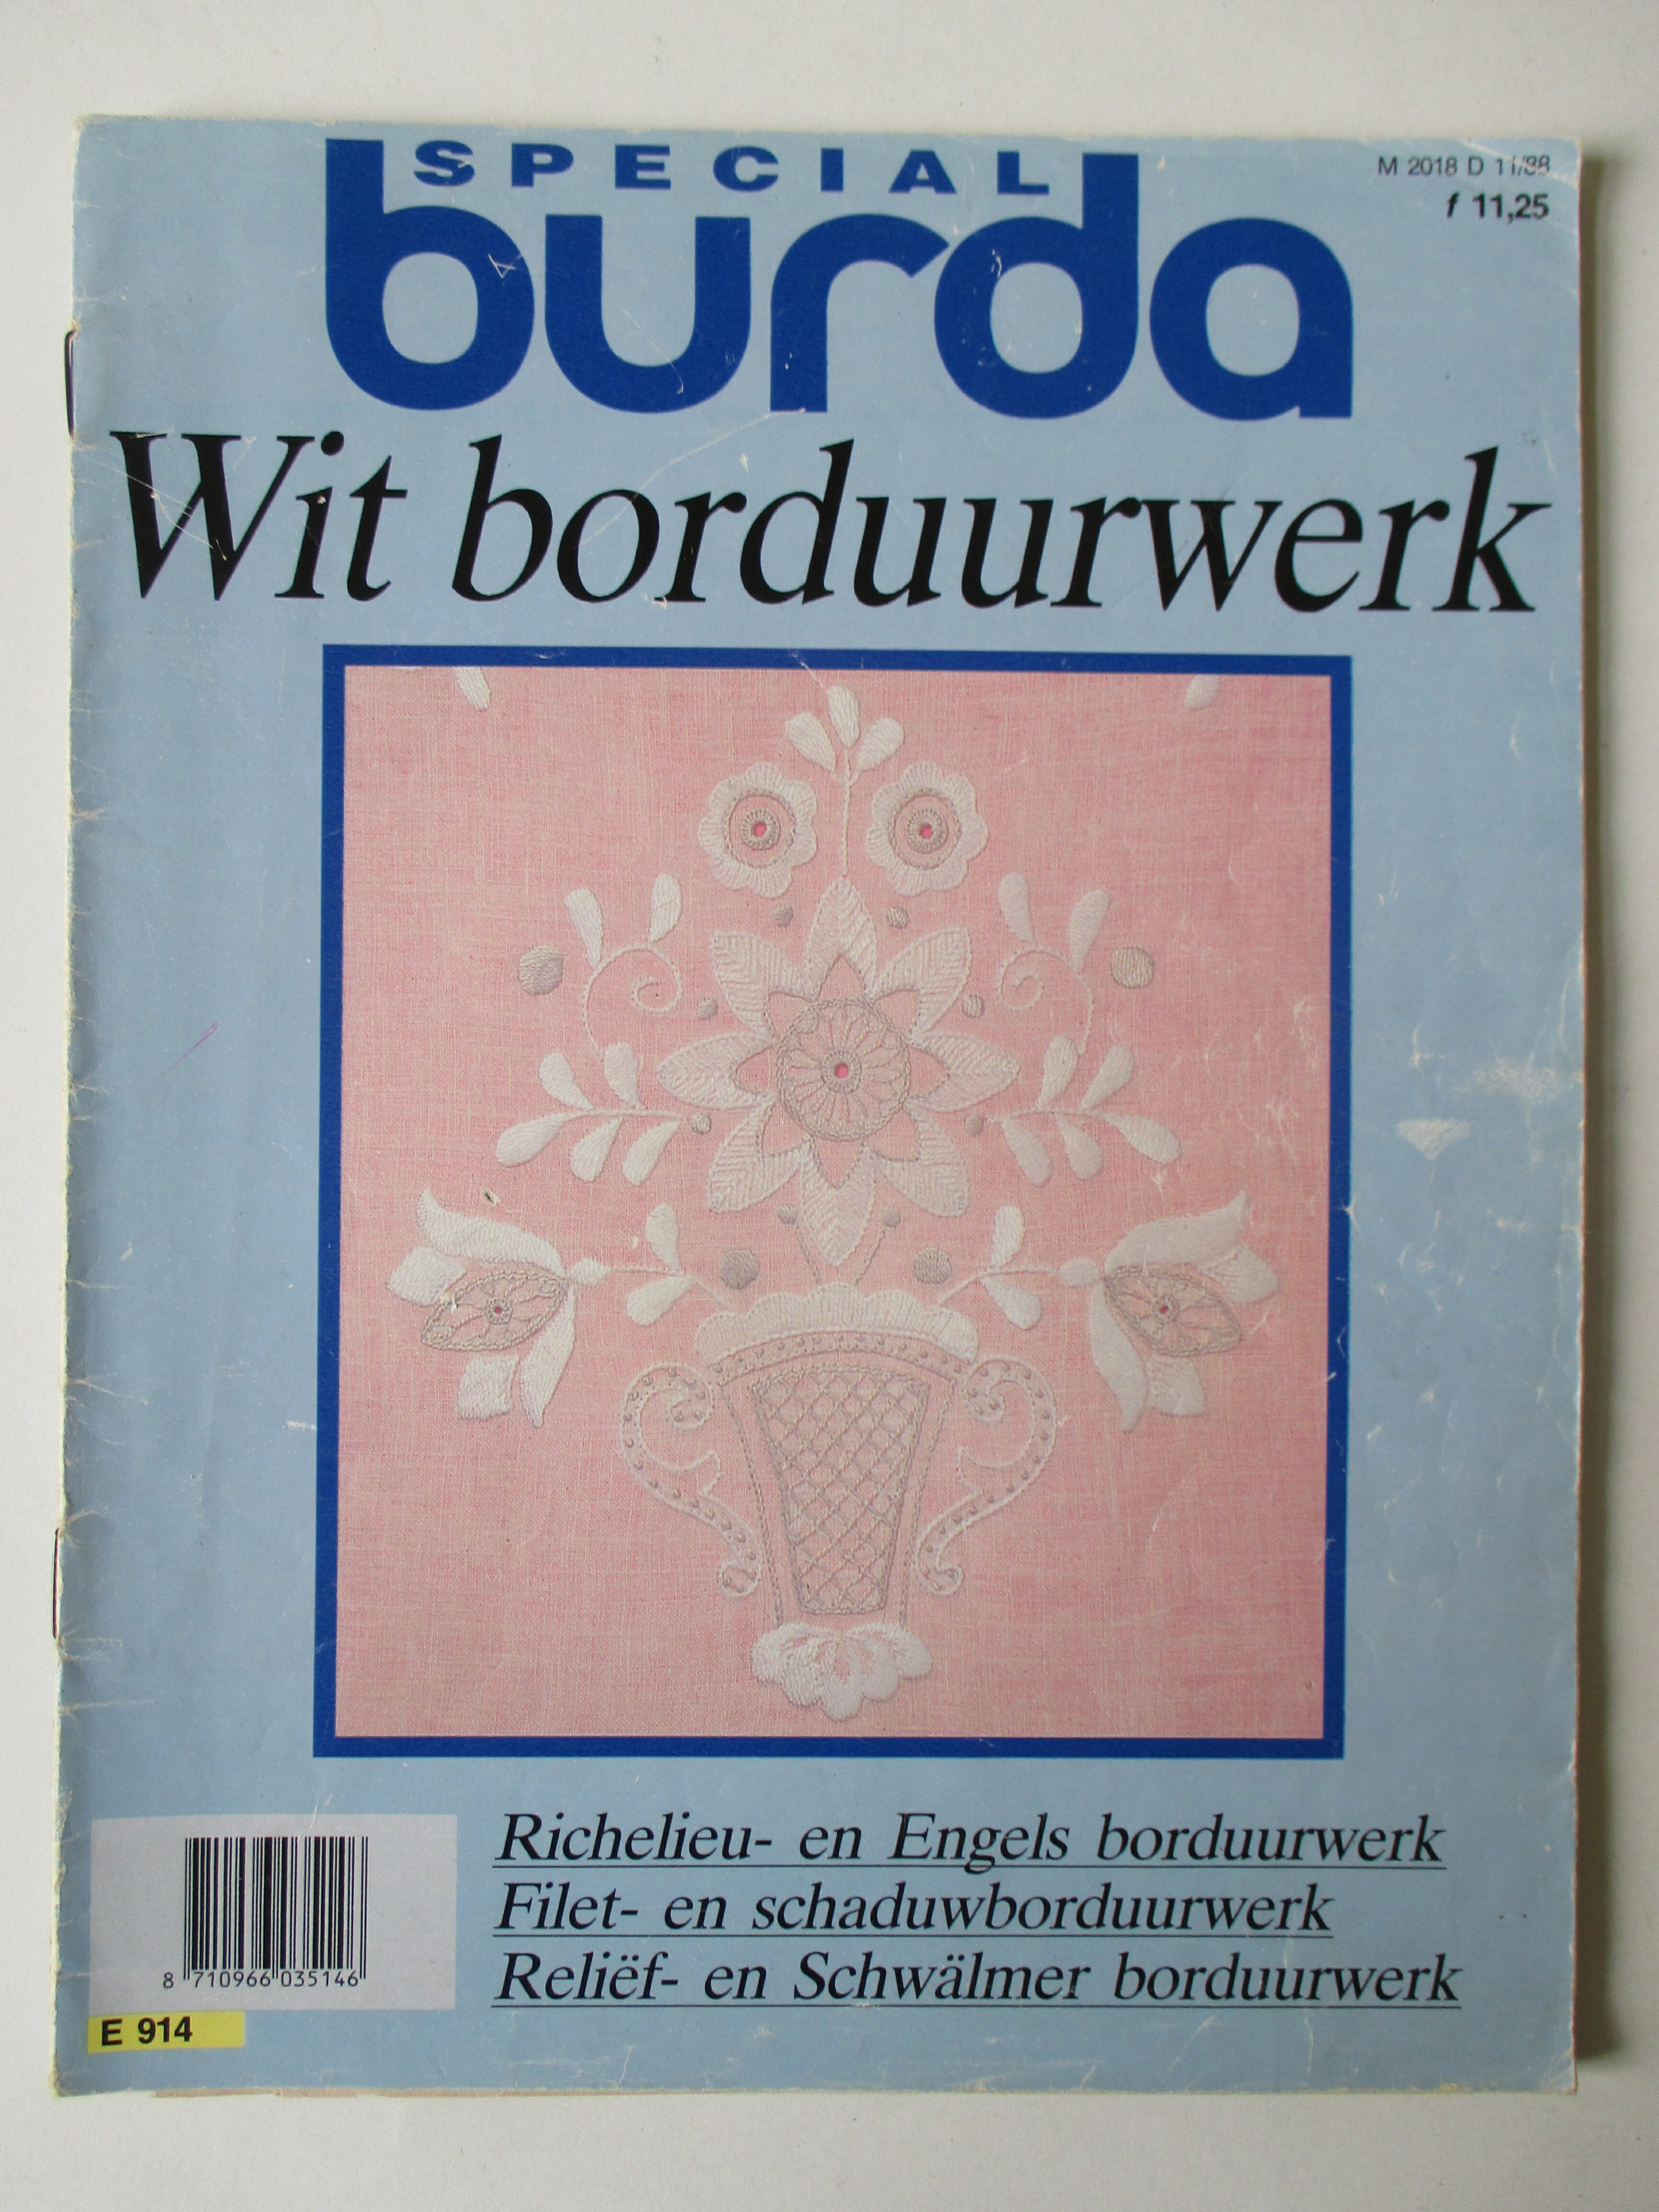 SPECIAL
burda
M 2018 D 11/88
f 11,25
Wit borduurwerk
Richelieu- en Engels borduurwerk
Filet- en schaduwborduurwerk
Reliëf- en Schwälmer borduurwerk
8 710966 035146
E 914